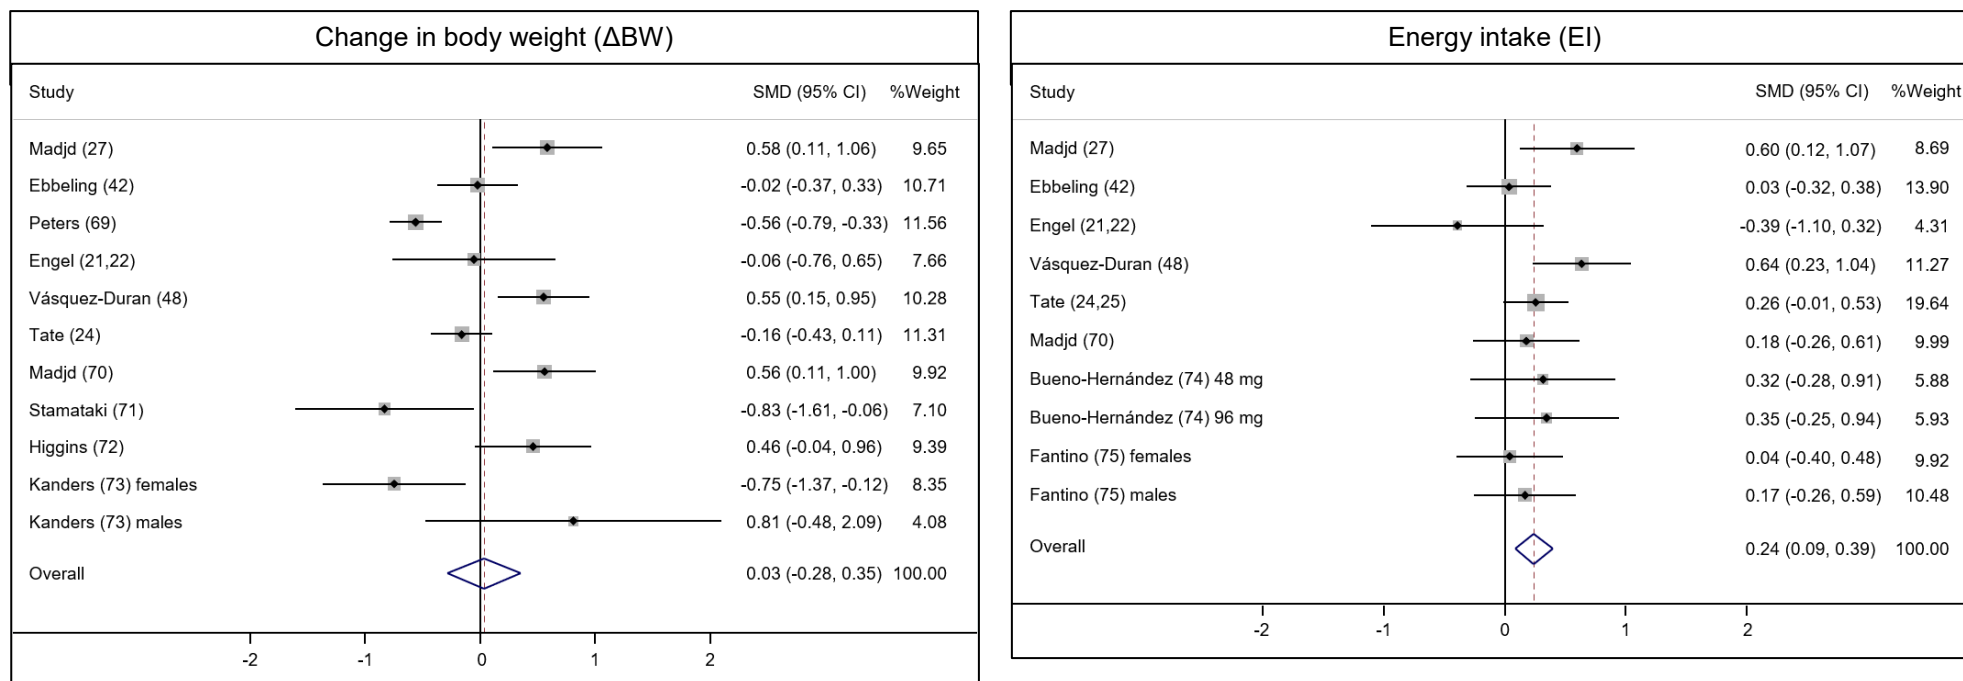 Change in body weight (ΔBW)
Study SMD (95% CI) %Weight
Madjd (27) 0.58 (0.11, 1.06) 9.65
Ebbeling (42) -0.02 (-0.37, 0.33) 10.71
Peters (69) -0.56 (-0.79, -0.33) 11.56
Engel (21,22) -0.06 (-0.76, 0.65) 7.66
Vásquez-Duran (48) 0.55 (0.15, 0.95) 10.28
Tate (24) -0.16 (-0.43, 0.11) 11.31
Madjd (70) 0.56 (0.11, 1.00) 9.92
Stamataki (71) -0.83 (-1.61, -0.06) 7.10
Higgins (72) 0.46 (-0.04, 0.96) 9.39
Kanders (73) females -0.75 (-1.37, -0.12) 8.35
Kanders (73) males 0.81 (-0.48, 2.09) 4.08
Overall 0.03 (-0.28, 0.35) 100.00
-2 -1 0 1 2
Energy intake (EI)
Study SMD (95% CI) %Weight
Madjd (27) 0.60 (0.12, 1.07) 8.69
Ebbeling (42) 0.03 (-0.32, 0.38) 13.90
Engel (21,22) -0.39 (-1.10, 0.32) 4.31
Vásquez-Duran (48) 0.64 (0.23, 1.04) 11.27
Tate (24,25) 0.26 (-0.01, 0.53) 19.64
Madjd (70) 0.18 (-0.26, 0.61) 9.99
Bueno-Hernández (74) 48 mg 0.32 (-0.28, 0.91) 5.88
Bueno-Hernández (74) 96 mg 0.35 (-0.25, 0.94) 5.93
Fantino (75) females 0.04 (-0.40, 0.48) 9.92
Fantino (75) males 0.17 (-0.26, 0.59) 10.48
Overall 0.24 (0.09, 0.39) 100.00
-2 -1 0 1 2